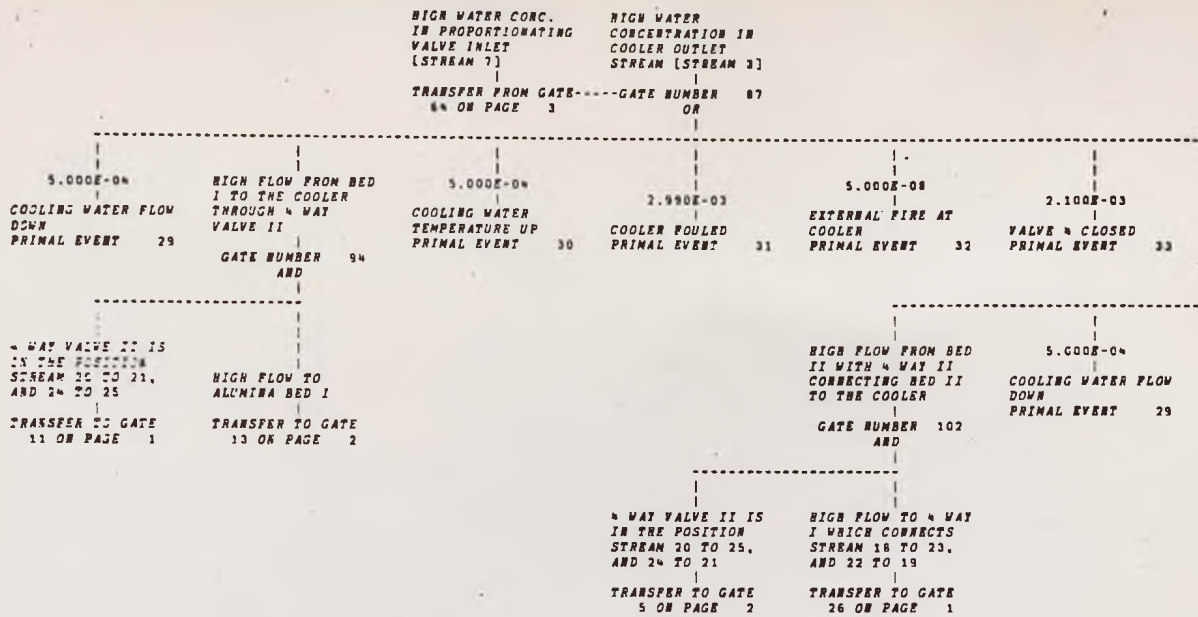 HIGH WATER CONC.
IN PROPORTIONATING
VALVE INLET
[STREAM 7]
HIGH WATER
CONCENTRATION IN
COOLER OUTLET
STREAM [STREAM 3]
TRANSFER FROM GATE-----GATE NUMBER 87
64 ON PAGE 3
OR
5.000E-04
COOLING WATER FLOW
DOWN
PRIMAL EVENT 29
HIGH FLOW FROM BED
I TO THE COOLER
THROUGH 4 WAY
VALVE II
GATE NUMBER 94
AND
5.000E-04
COOLING WATER
TEMPERATURE UP
PRIMAL EVENT 30
2.990E-03
COOLER FOULED
PRIMAL EVENT 31
5.000E-08
EXTERNAL FIRE AT
COOLER
PRIMAL EVENT 32
2.100E-03
VALVE 4 CLOSED
PRIMAL EVENT 33
4 WAY VALVE II IS
IN THE POSITION
STREAM 20 TO 21,
AND 24 TO 25
TRANSFER TO GATE
11 ON PAGE 1
HIGH FLOW TO
ALUMINA BED I
TRANSFER TO GATE
13 ON PAGE 2
HIGH FLOW FROM BED
II WITH 4 WAY II
CONNECTING BED II
TO THE COOLER
GATE NUMBER 102
AND
5.000E-04
COOLING WATER FLOW
DOWN
PRIMAL EVENT 29
4 WAY VALVE II IS
IN THE POSITION
STREAM 20 TO 25,
AND 24 TO 21
TRANSFER TO GATE
5 ON PAGE 2
HIGH FLOW TO 4 WAY
I WHICH CONNECTS
STREAM 18 TO 23,
AND 22 TO 19
TRANSFER TO GATE
26 ON PAGE 1